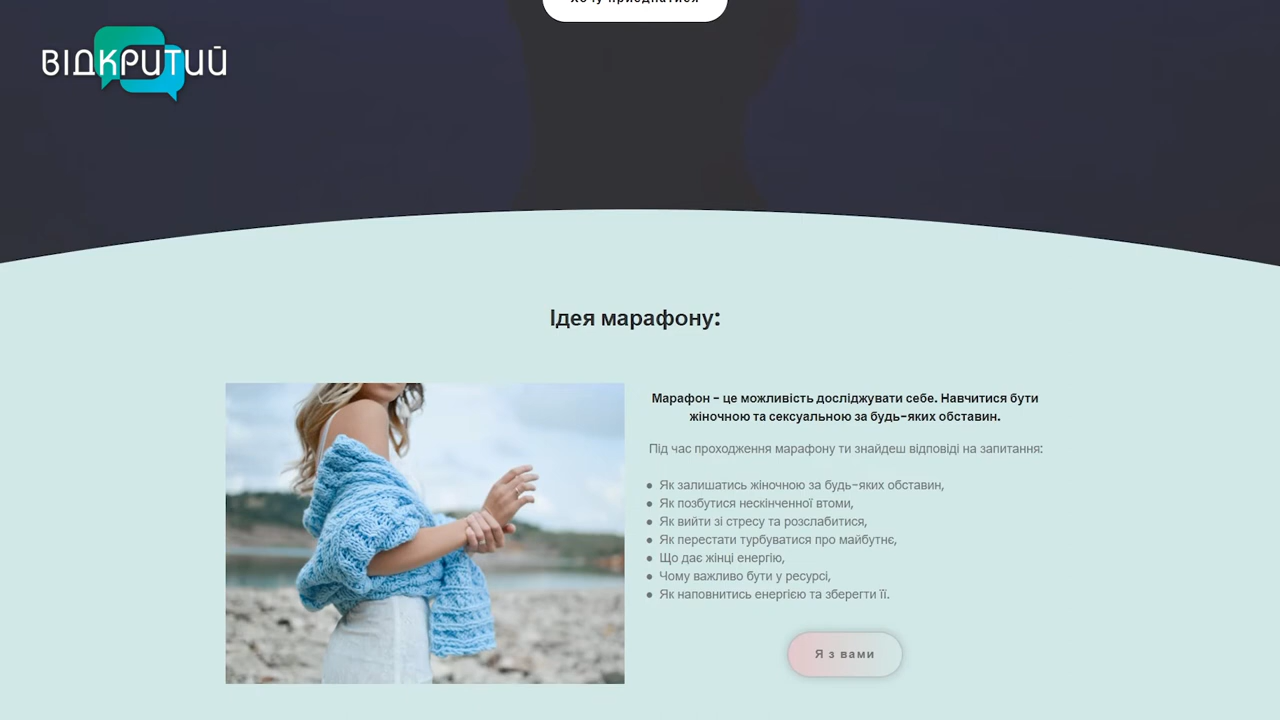 Хочу приєднатися
ВІДКРИТИЙ
Ідея марафону:
Марафон - це можливість досліджувати себе. Навчитися бути
жіночною та сексуальною за будь-яких обставин.
Під час проходження марафону ти знайдеш відповіді на запитання:
● Як залишатись жіночною за будь-яких обставин,
● Як позбутися нескінченної втоми,
● Як вийти зі стресу та розслабитися,
● Як перестати турбуватися про майбутнє,
● Що дає жінці енергію,
● Чому важливо бути у ресурсі,
● Як наповнитись енергією та зберегти її.
Я з вами